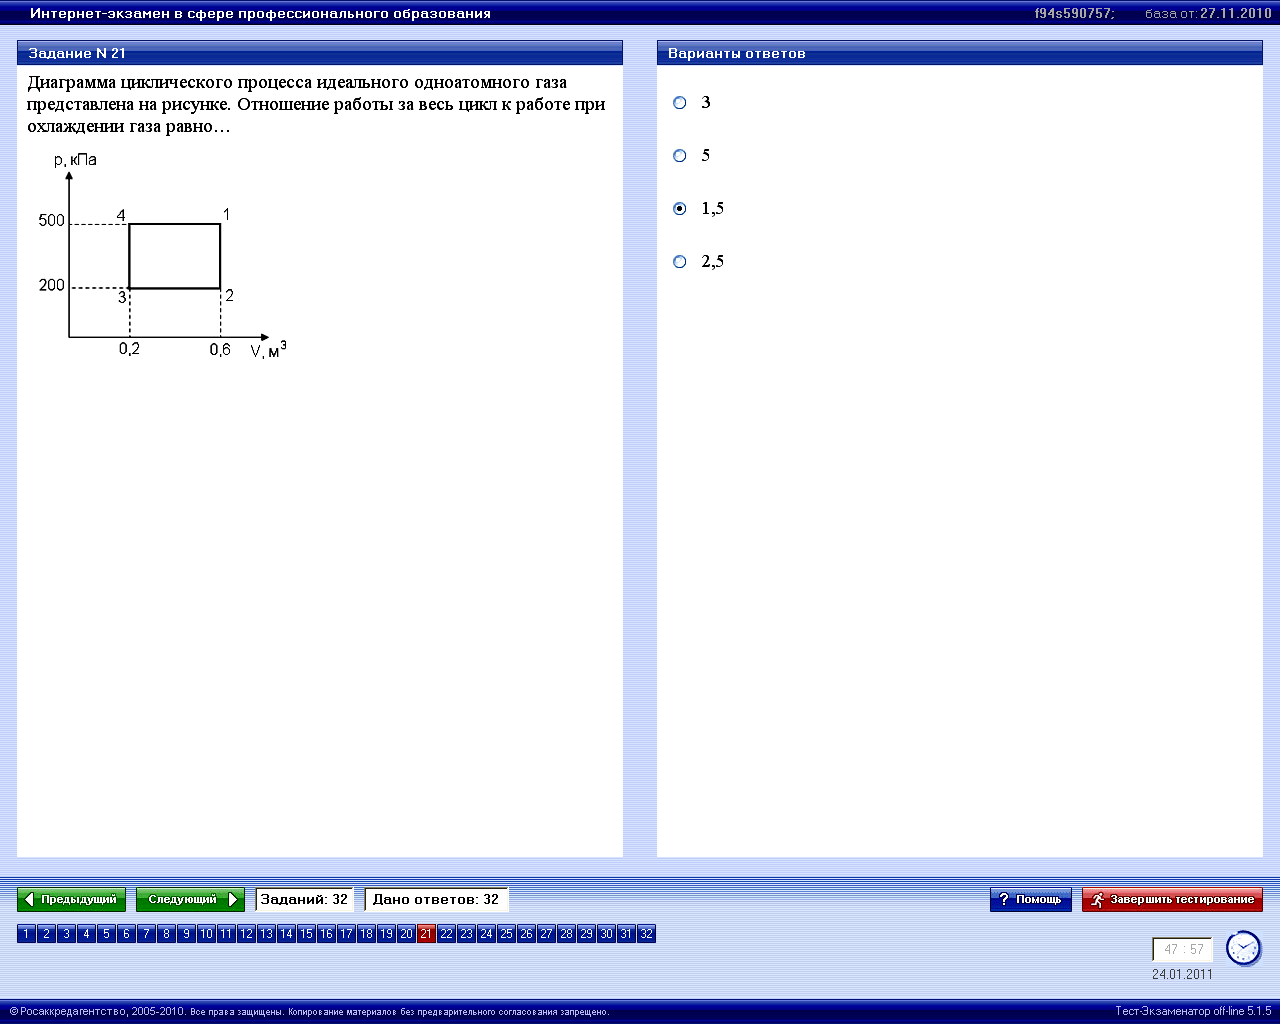 Интернет-экзамен в сфере профессионального образования
f94s590757; база от: 27.11.2010
Задание N 21
Диаграмма циклического процесса идеального одноатомного газа
представлена на рисунке. Отношение работы за весь цикл к работе при
охлаждении газа равно…
p, кПа
500
4
1
200
3
2
0,2
0,6
V, м³
Варианты ответов
3
5
1,5
2,5
Предыдущий
Следующий
Заданий: 32
Дано ответов: 32
? Помощь
Завершить тестирование
1 2 3 4 5 6 7 8 9 10 11 12 13 14 15 16 17 18 19 20 21 22 23 24 25 26 27 28 29 30 31 32
47 : 57
24.01.2011
© Росаккредагентство, 2005-2010. Все права защищены. Копирование материалов без предварительного согласования запрещено.
Тест-Экзаменатор off-line 5.1.5